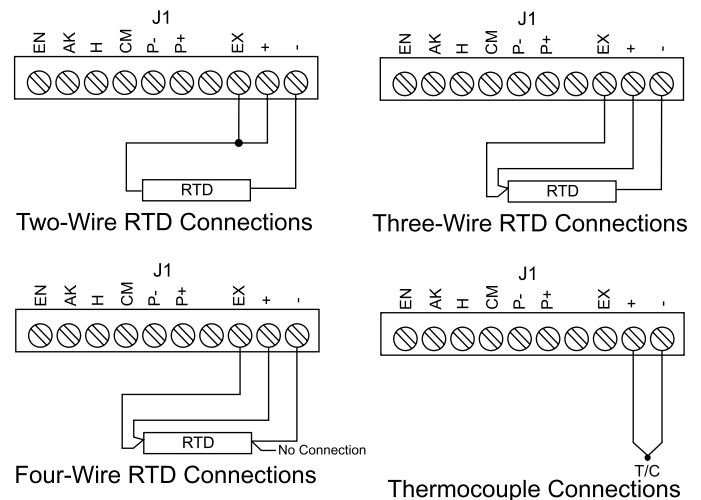 J1
EN AK H CM P- P+ EX + -
RTD
Two-Wire RTD Connections
J1
EN AK H CM P- P+ EX + -
RTD
Three-Wire RTD Connections
J1
EN AK H CM P- P+ EX + -
RTD
No Connection
Four-Wire RTD Connections
J1
EN AK H CM P- P+ EX + -
T/C
Thermocouple Connections